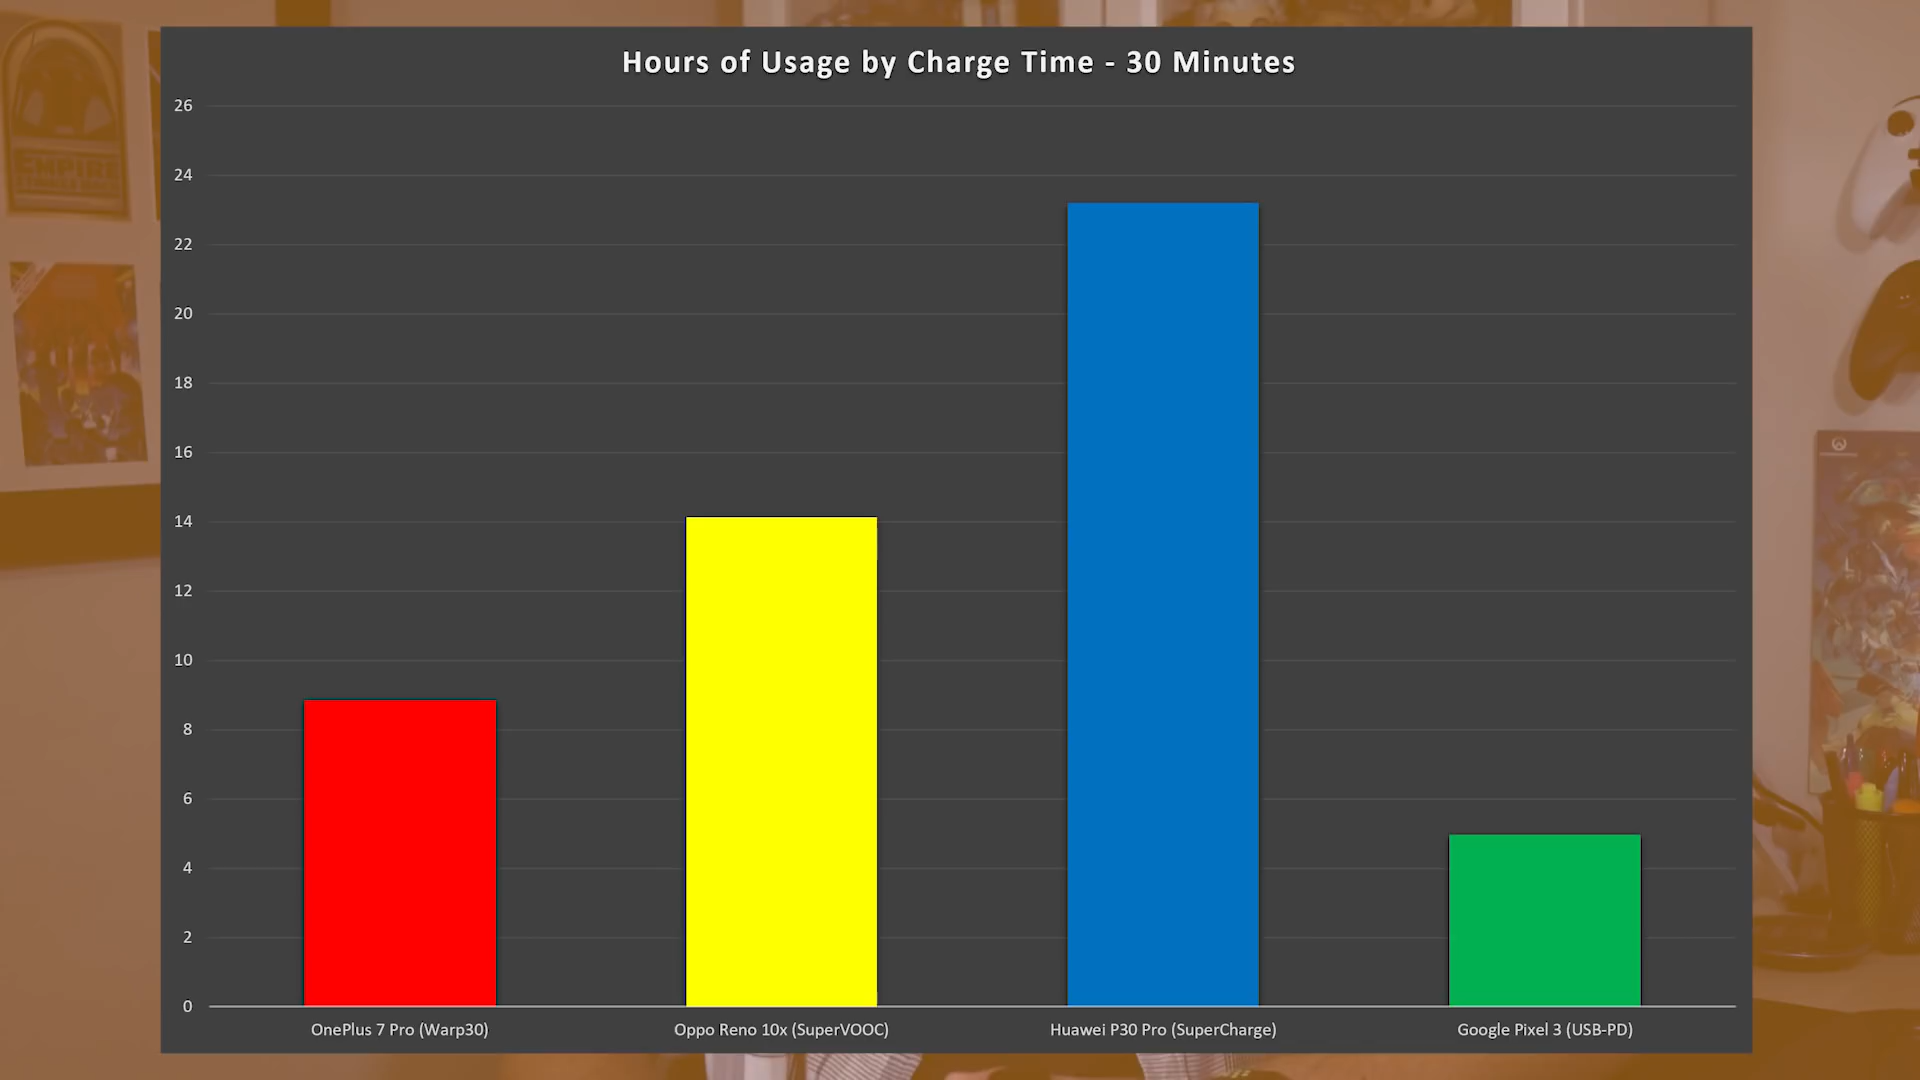 Hours of Usage by Charge Time - 30 Minutes
26
24
22
20
18
16
14
12
10
8
6
4
2
0
OnePlus 7 Pro (Warp30)
Oppo Reno 10x (SuperVOOC)
Huawei P30 Pro (SuperCharge)
Google Pixel 3 (USB-PD)
EMPIRE